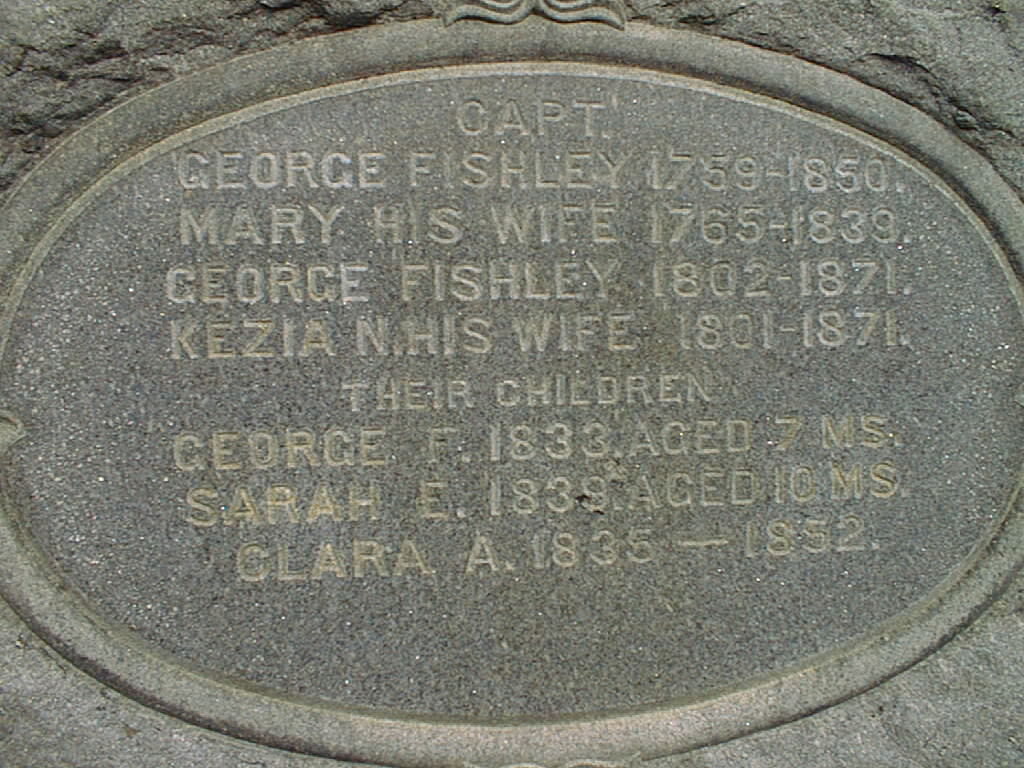 CAPT.
GEORGE FISHLEY 1759-1850.
MARY HIS WIFE 1765-1839.
GEORGE FISHLEY 1802-1871.
KEZIA N. HIS WIFE 1801-1871.
THEIR CHILDREN
GEORGE F. 1833. AGED 7 MS.
SARAH E. 1839. AGED 10 MS.
CLARA A. 1835 — 1852.